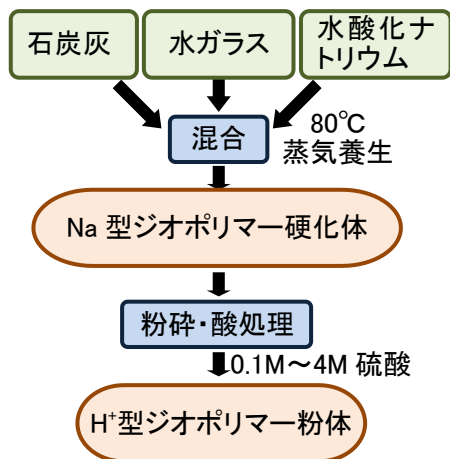 石炭灰
水ガラス
水酸化ナ
トリウム
混合
80℃
蒸気養生
Na 型ジオポリマー硬化体
粉砕・酸処理
0.1M～4M 硫酸
H⁺型ジオポリマー粉体